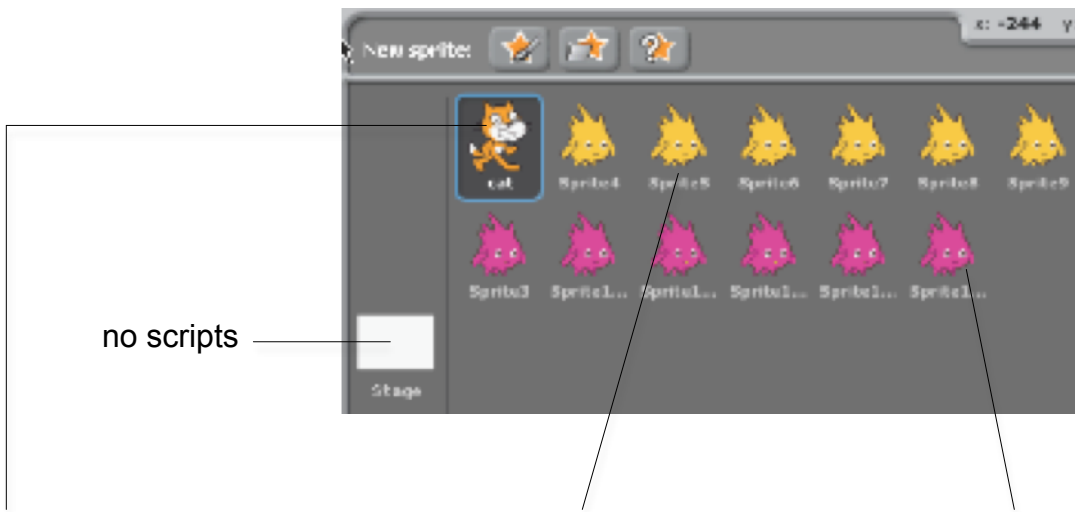 x: -244 y
New sprite:
cat Sprite4 Sprite5 Sprite6 Sprite7 Sprite8 Sprite9
Sprite3 Sprite1... Sprite1... Sprite1... Sprite1... Sprite1...
no scripts
Stage